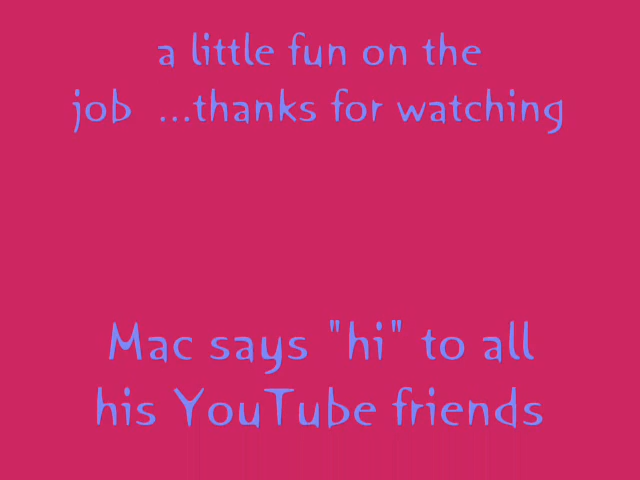 a little fun on the
job ...thanks for watching
Mac says "hi" to all
his YouTube friends